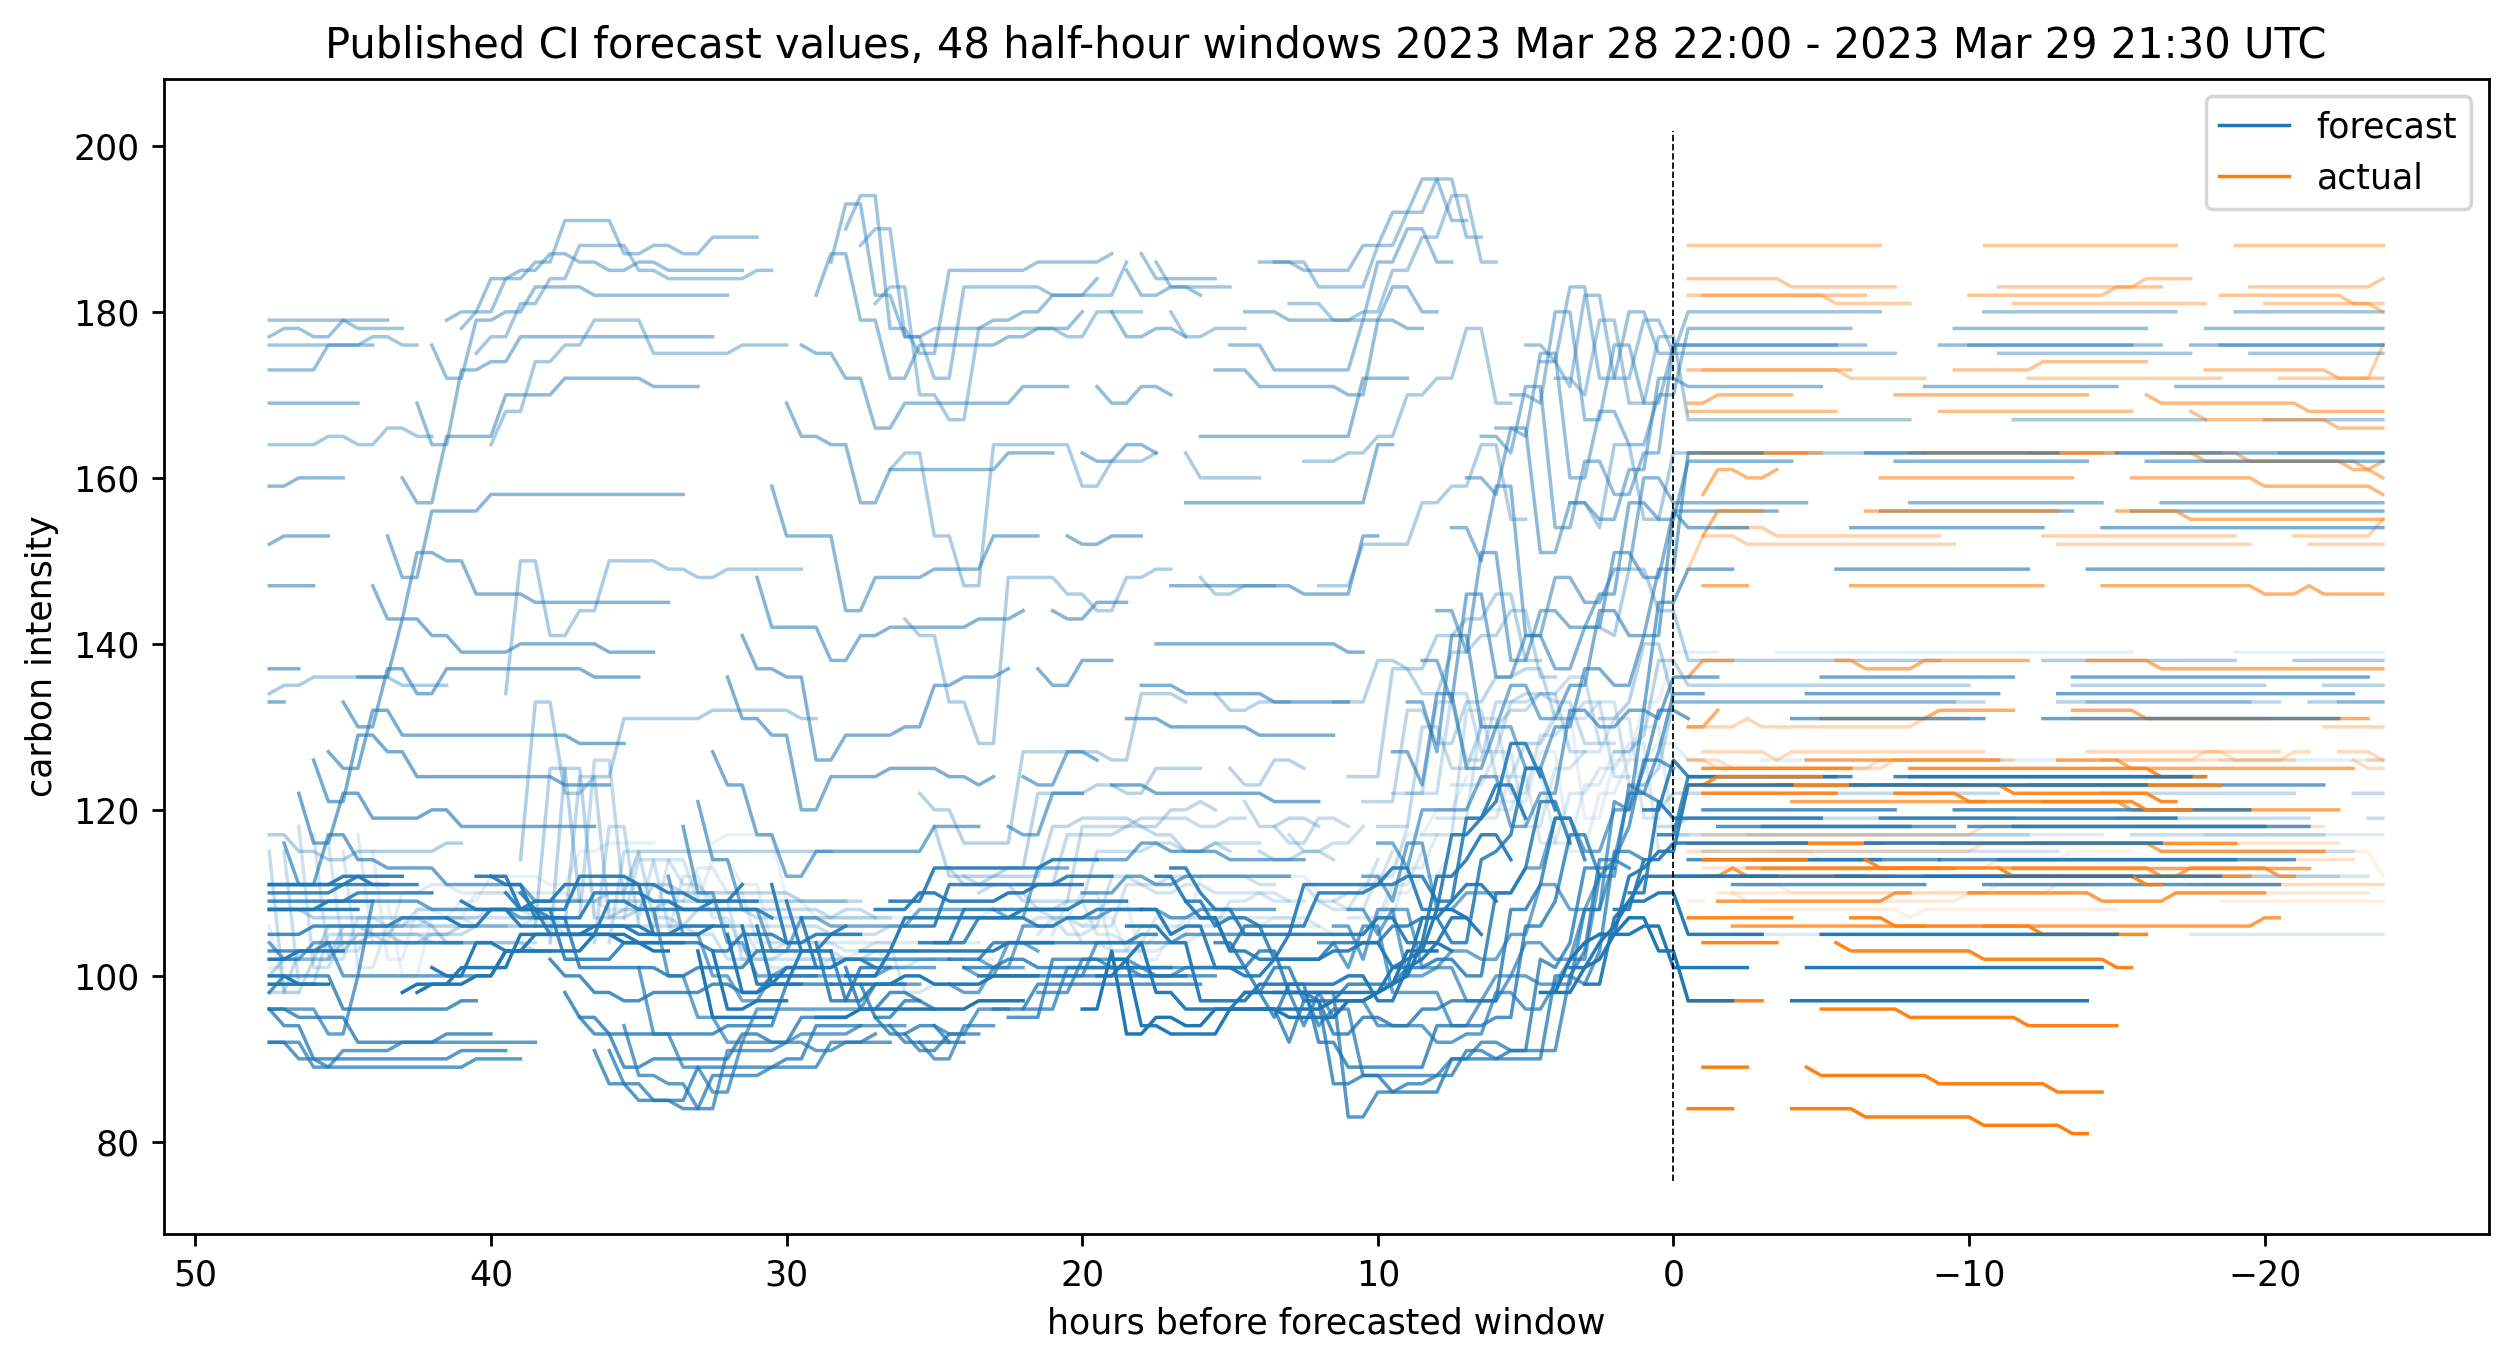 Published CI forecast values, 48 half-hour windows 2023 Mar 28 22:00 - 2023 Mar 29 21:30 UTC
forecast
actual
carbon intensity
200
180
160
140
120
100
80
50 40 30 20 10 0 −10 −20
hours before forecasted window